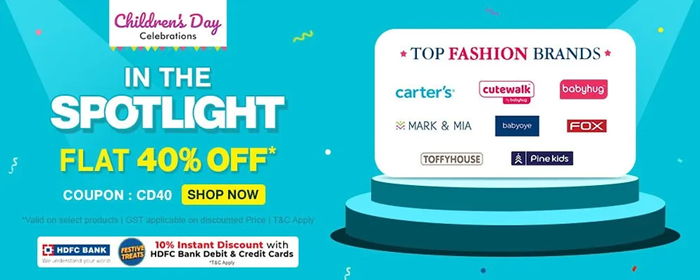 Children's Day
Celebrations
IN THE
SPOTLIGHT
FLAT 40% OFF*
COUPON : CD40 SHOP NOW
*Valid on select products | GST applicable on discounted Price | T&C Apply
HDFC BANK
We understand your world
FESTIVE TREATS
10% Instant Discount with
HDFC Bank Debit & Credit Cards
*T&C Apply
TOP FASHION BRANDS
carter's
cutewalk
by babyhug
babyhug
MARK & MIA
babyoye
FOX
TOFFYHOUSE
Pine kids